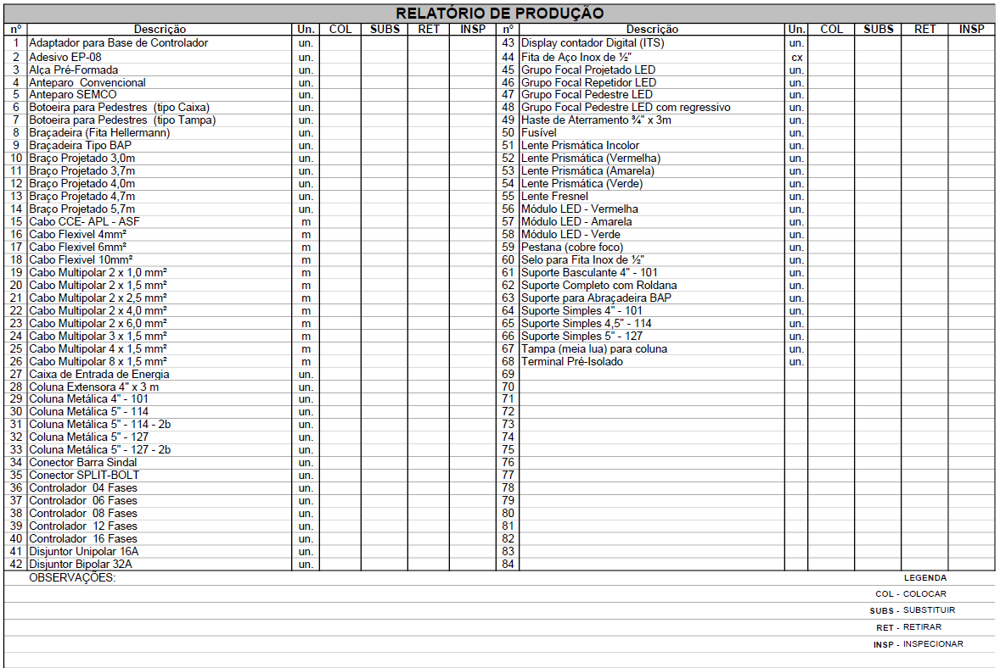 RELATÓRIO DE PRODUÇÃO
nº Descrição Un. COL SUBS RET INSP nº Descrição Un. COL SUBS RET INSP
1 Adaptador para Base de Controlador un. 43 Display contador Digital (ITS) un.
2 Adesivo EP-08 un. 44 Fita de Aço Inox de ½" cx
3 Alça Pré-Formada un. 45 Grupo Focal Projetado LED un.
4 Anteparo Convencional un. 46 Grupo Focal Repetidor LED un.
5 Anteparo SEMCO un. 47 Grupo Focal Pedestre LED un.
6 Botoeira para Pedestres (tipo Caixa) un. 48 Grupo Focal Pedestre LED com regressivo un.
7 Botoeira para Pedestres (tipo Tampa) un. 49 Haste de Aterramento ¾" x 3m un.
8 Braçadeira (Fita Hellermann) un. 50 Fusível un.
9 Braçadeira Tipo BAP un. 51 Lente Prismática Incolor un.
10 Braço Projetado 3,0m un. 52 Lente Prismática (Vermelha) un.
11 Braço Projetado 3,7m un. 53 Lente Prismática (Amarela) un.
12 Braço Projetado 4,0m un. 54 Lente Prismática (Verde) un.
13 Braço Projetado 4,7m un. 55 Lente Fresnel un.
14 Braço Projetado 5,7m un. 56 Módulo LED - Vermelha un.
15 Cabo CCE- APL - ASF m 57 Módulo LED - Amarela un.
16 Cabo Flexivel 4mm² m 58 Módulo LED - Verde un.
17 Cabo Flexivel 6mm² m 59 Pestana (cobre foco) un.
18 Cabo Flexivel 10mm² m 60 Selo para Fita Inox de ½" un.
19 Cabo Multipolar 2 x 1,0 mm² m 61 Suporte Basculante 4" - 101 un.
20 Cabo Multipolar 2 x 1,5 mm² m 62 Suporte Completo com Roldana un.
21 Cabo Multipolar 2 x 2,5 mm² m 63 Suporte para Abraçadeira BAP un.
22 Cabo Multipolar 2 x 4,0 mm² m 64 Suporte Simples 4" - 101 un.
23 Cabo Multipolar 2 x 6,0 mm² m 65 Suporte Simples 4,5" - 114 un.
24 Cabo Multipolar 3 x 1,5 mm² m 66 Suporte Simples 5" - 127 un.
25 Cabo Multipolar 4 x 1,5 mm² m 67 Tampa (meia lua) para coluna un.
26 Cabo Multipolar 8 x 1,5 mm² m 68 Terminal Pré-Isolado un.
27 Caixa de Entrada de Energia un. 69
28 Coluna Extensora 4" x 3 m un. 70
29 Coluna Metálica 4" - 101 un. 71
30 Coluna Metálica 5" - 114 un. 72
31 Coluna Metálica 5" - 114 - 2b un. 73
32 Coluna Metálica 5" - 127 un. 74
33 Coluna Metálica 5" - 127 - 2b un. 75
34 Conector Barra Sindal un. 76
35 Conector SPLIT-BOLT un. 77
36 Controlador 04 Fases un. 78
37 Controlador 06 Fases un. 79
38 Controlador 08 Fases un. 80
39 Controlador 12 Fases un. 81
40 Controlador 16 Fases un. 82
41 Disjuntor Unipolar 16A un. 83
42 Disjuntor Bipolar 32A un. 84
OBSERVAÇÕES: LEGENDA
COL - COLOCAR
SUBS - SUBSTITUIR
RET - RETIRAR
INSP - INSPECIONAR